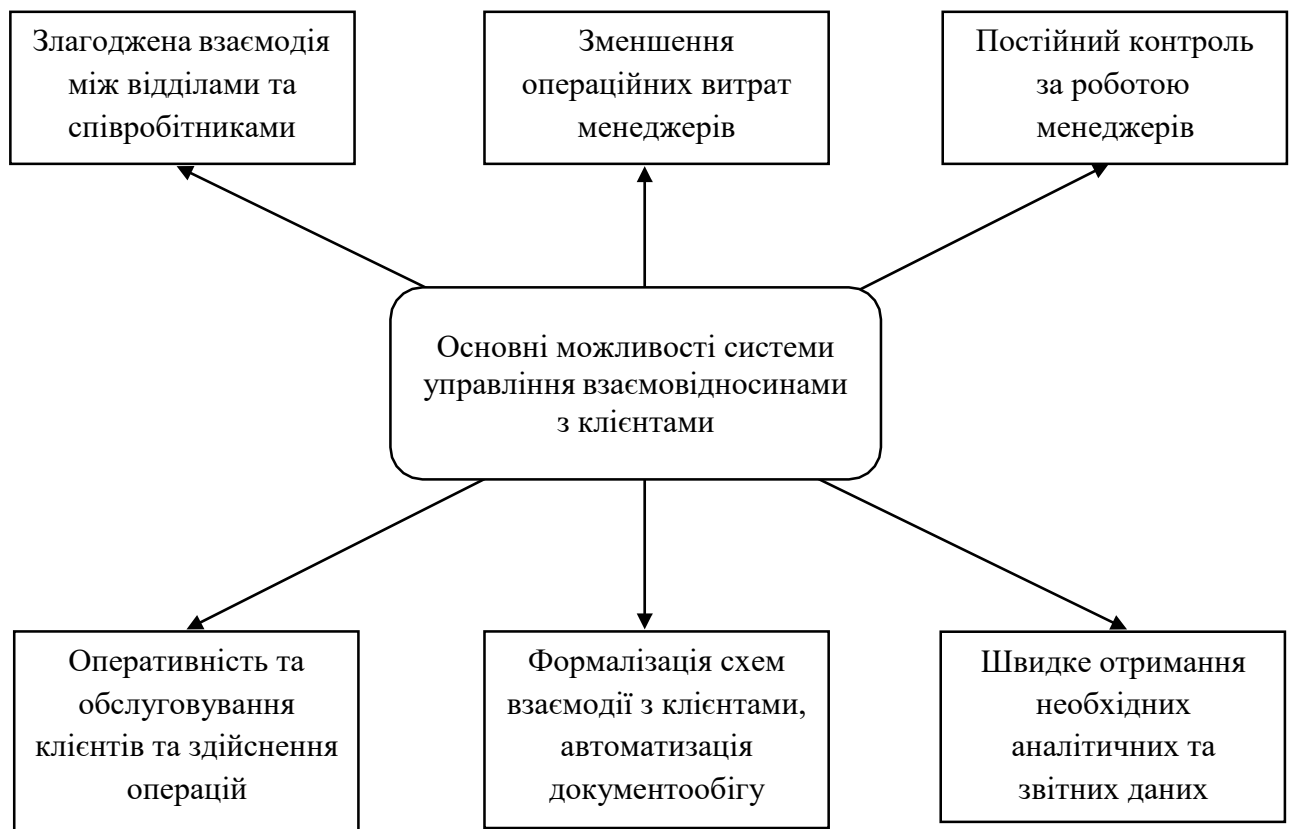 Злагоджена взаємодія
між відділами та
співробітниками
Зменшення
операційних витрат
менеджерів
Постійний контроль
за роботою
менеджерів
Основні можливості системи
управління взаємовідносинами
з клієнтами
Оперативність та
обслуговування
клієнтів та здійснення
операцій
Формалізація схем
взаємодії з клієнтами,
автоматизація
документообігу
Швидке отримання
необхідних
аналітичних та
звітних даних